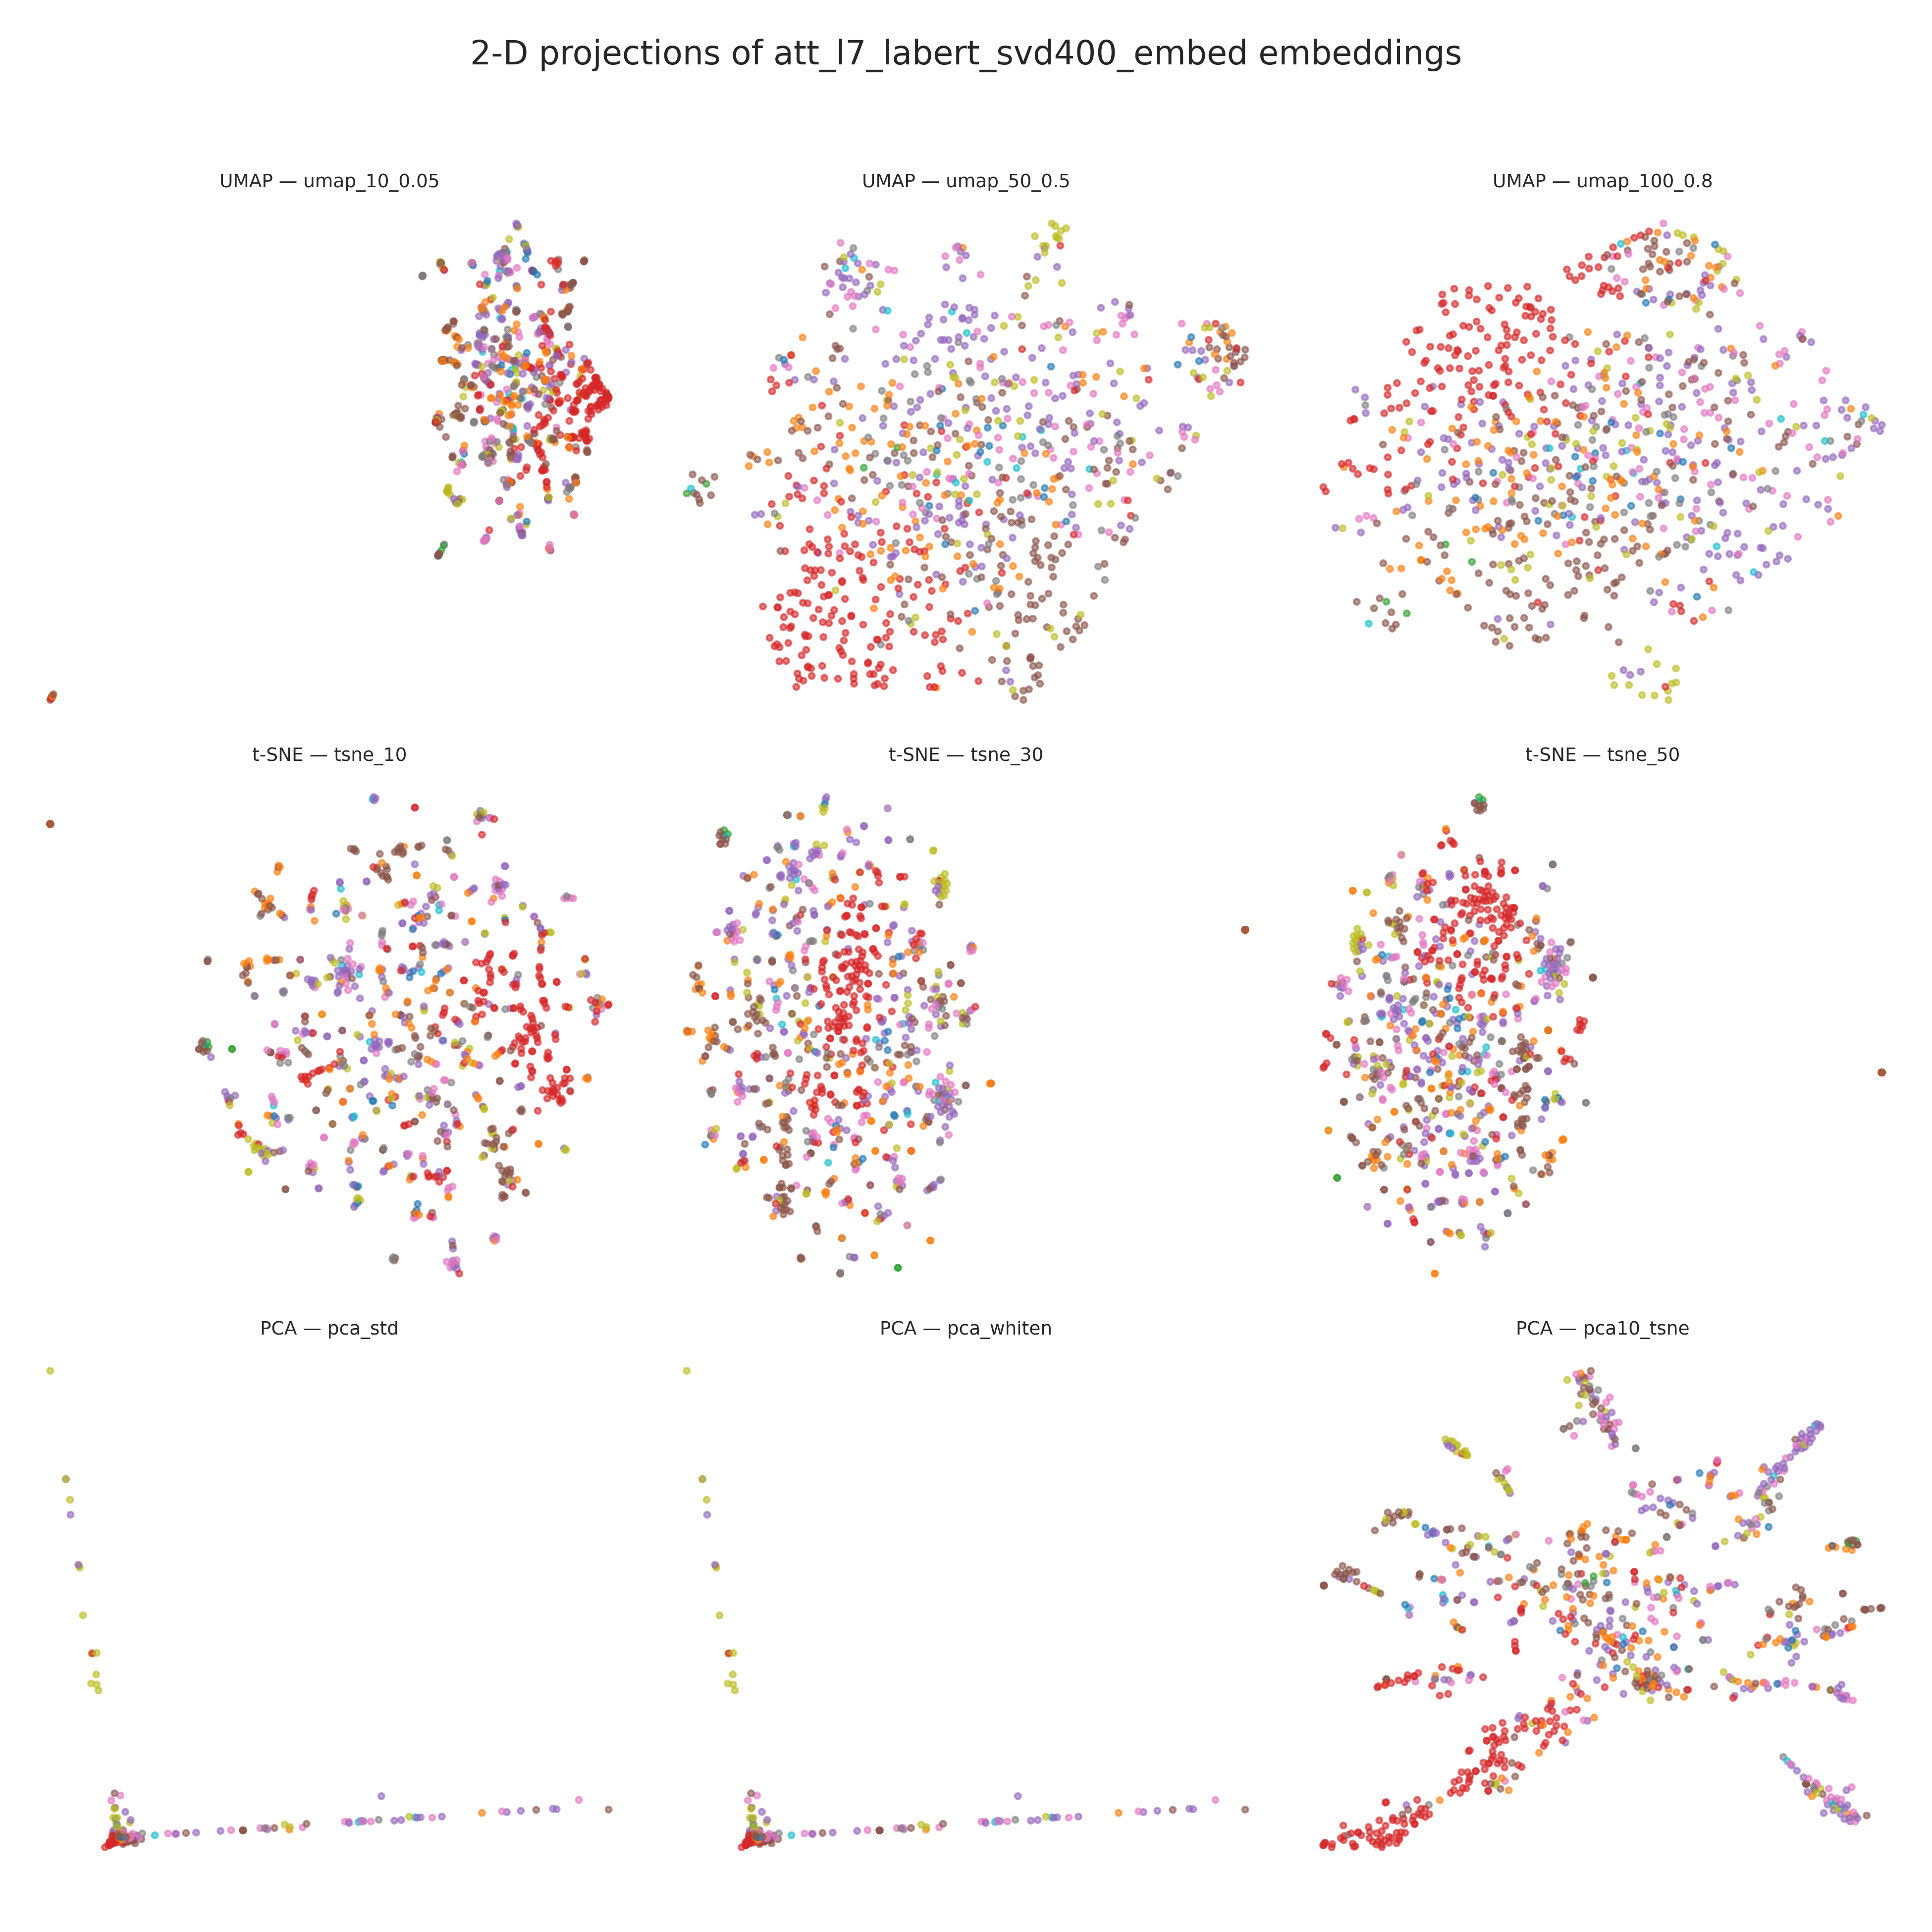 2-D projections of att_l7_labert_svd400_embed embeddings
UMAP — umap_10_0.05
UMAP — umap_50_0.5
UMAP — umap_100_0.8
t-SNE — tsne_10
t-SNE — tsne_30
t-SNE — tsne_50
PCA — pca_std
PCA — pca_whiten
PCA — pca10_tsne